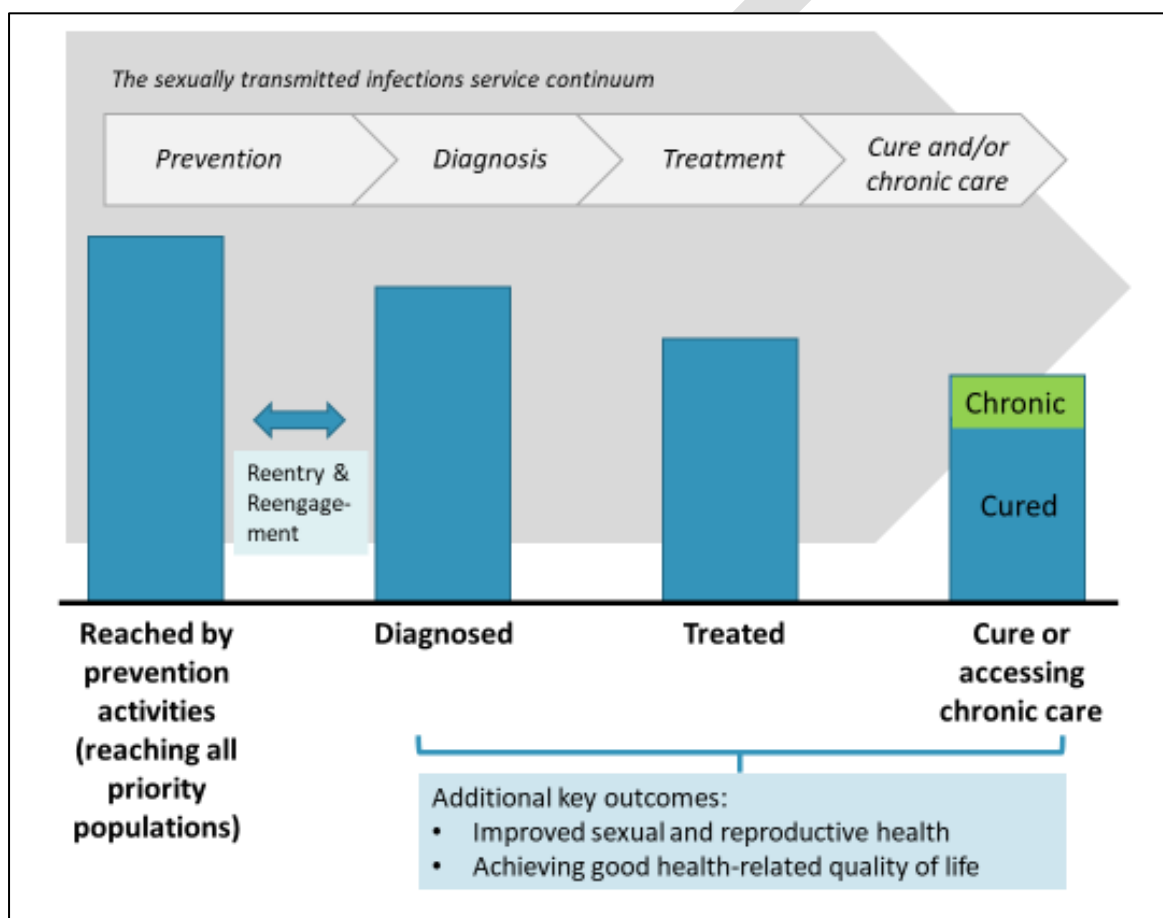 The sexually transmitted infections service continuum
Prevention
Diagnosis
Treatment
Cure and/or
chronic care
Reentry &
Reengage-
ment
Chronic
Cured
Reached by
prevention
activities
(reaching all
priority
populations)
Diagnosed
Treated
Cure or
accessing
chronic care
Additional key outcomes:
• Improved sexual and reproductive health
• Achieving good health-related quality of life